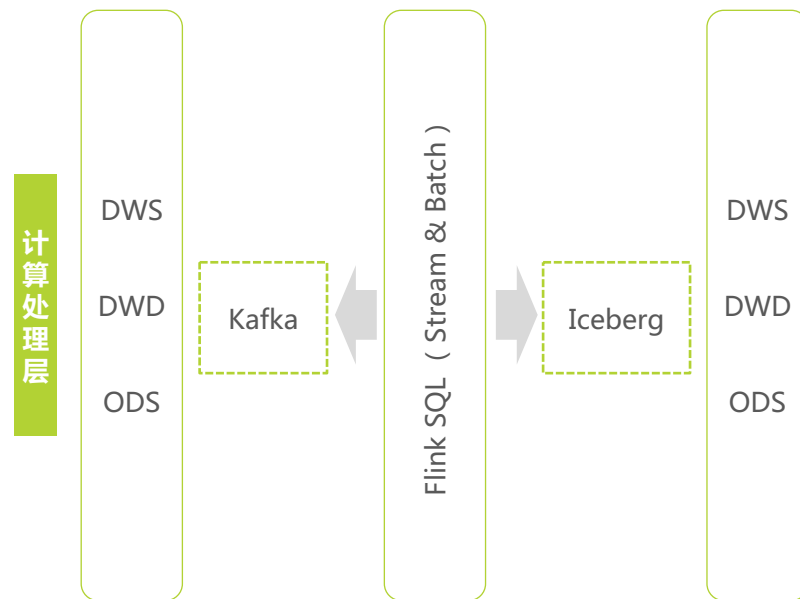 计算处理层
DWS
DWD
ODS
Kafka
Flink SQL （ Stream & Batch ）
Iceberg
DWS
DWD
ODS